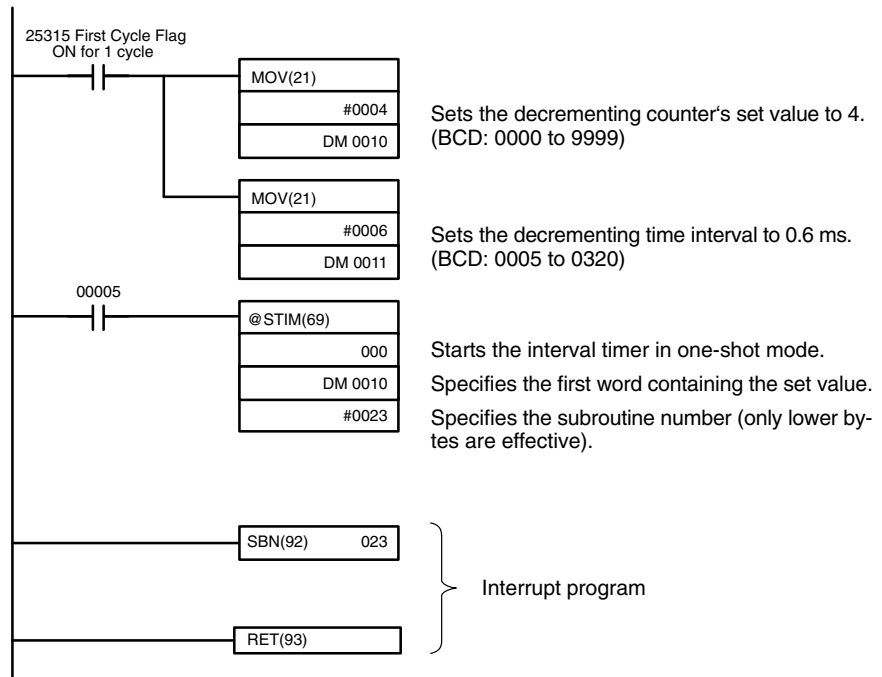 25315 First Cycle Flag
ON for 1 cycle
MOV(21)
#0004
DM 0010
Sets the decrementing counter‘s set value to 4.
(BCD: 0000 to 9999)
MOV(21)
#0006
DM 0011
Sets the decrementing time interval to 0.6 ms.
(BCD: 0005 to 0320)
00005
@STIM(69)
000
Starts the interval timer in one-shot mode.
DM 0010
Specifies the first word containing the set value.
#0023
Specifies the subroutine number (only lower by-
tes are effective).
SBN(92) 023
Interrupt program
RET(93)